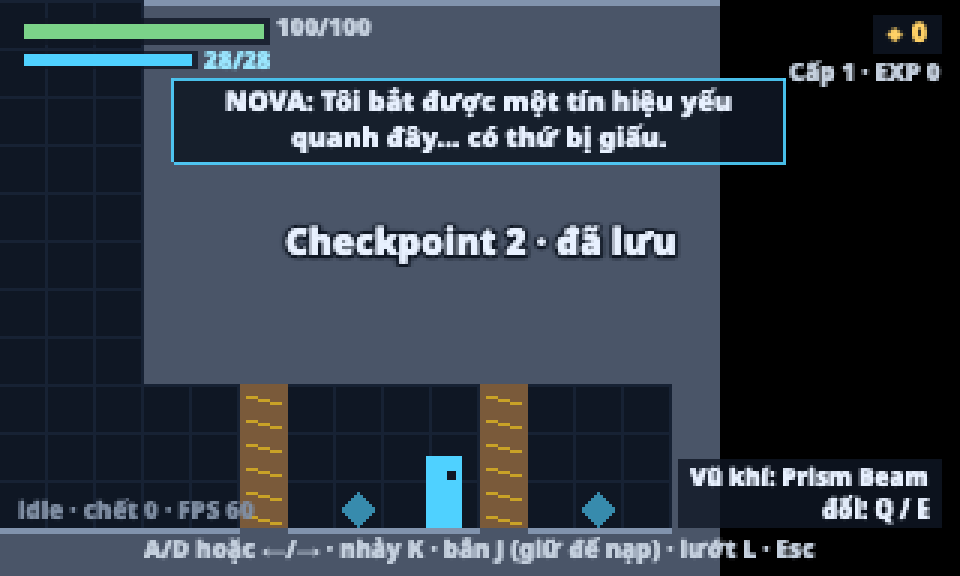 100/100
28/28
0
Cấp 1 · EXP 0
NOVA: Tôi bắt được một tín hiệu yếu
quanh đây... có thứ bị giấu.
Checkpoint 2 · đã lưu
Vũ khí: Prism Beam
đổi: Q / E
idle · chết 0 · FPS 60
A/D hoặc ←/→ · nhảy K · bắn J (giữ để nạp) · lướt L · Esc